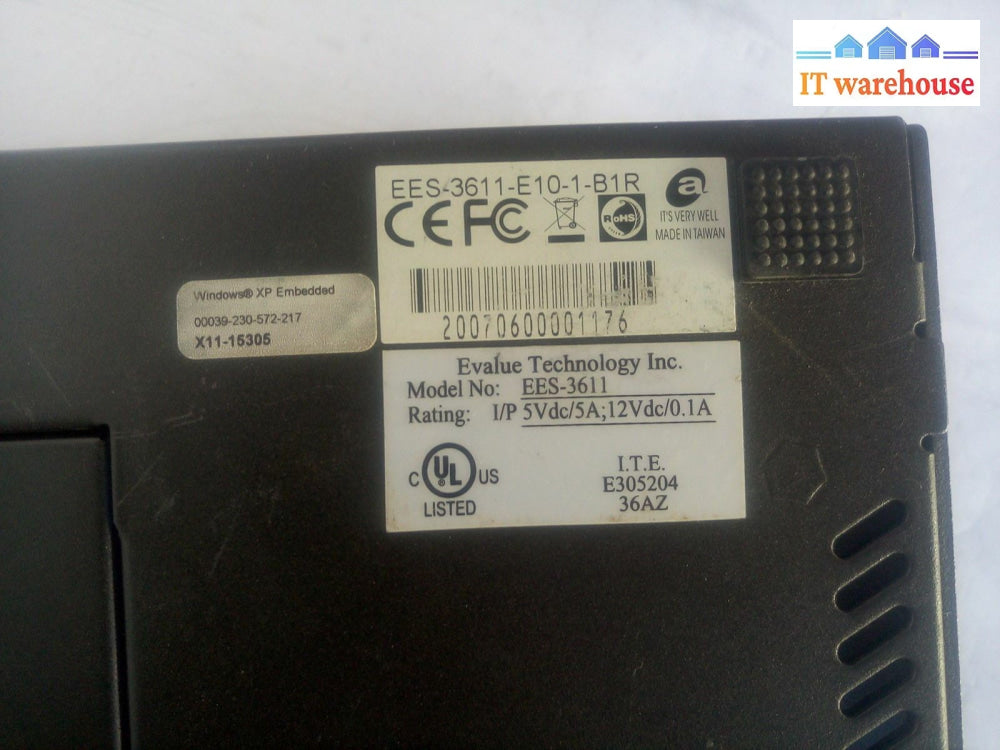 IT warehouse
EES-3611-E10-1-B1R
CE FC RoHS a
IT'S VERY WELL
MADE IN TAIWAN
20070600001176
Windows® XP Embedded
00039-230-572-217
X11-15305
Evalue Technology Inc.
Model No: EES-3611
Rating: I/P 5Vdc/5A;12Vdc/0.1A
C UL ® US
LISTED
I.T.E.
E305204
36AZ